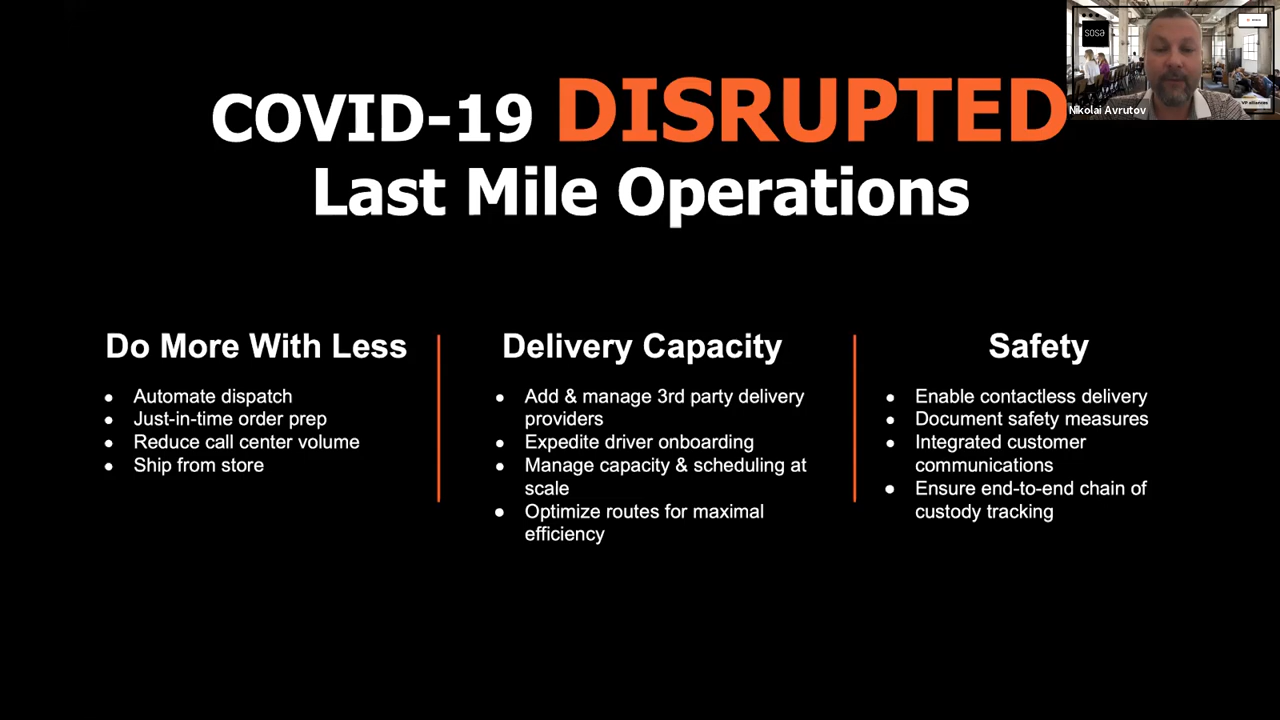 sosa
Nikolai Avrutov
VP alliances
COVID-19 DISRUPTED
Last Mile Operations
Do More With Less
• Automate dispatch
• Just-in-time order prep
• Reduce call center volume
• Ship from store
Delivery Capacity
• Add & manage 3rd party delivery
providers
• Expedite driver onboarding
• Manage capacity & scheduling at
scale
• Optimize routes for maximal
efficiency
Safety
• Enable contactless delivery
• Document safety measures
• Integrated customer
communications
• Ensure end-to-end chain of
custody tracking